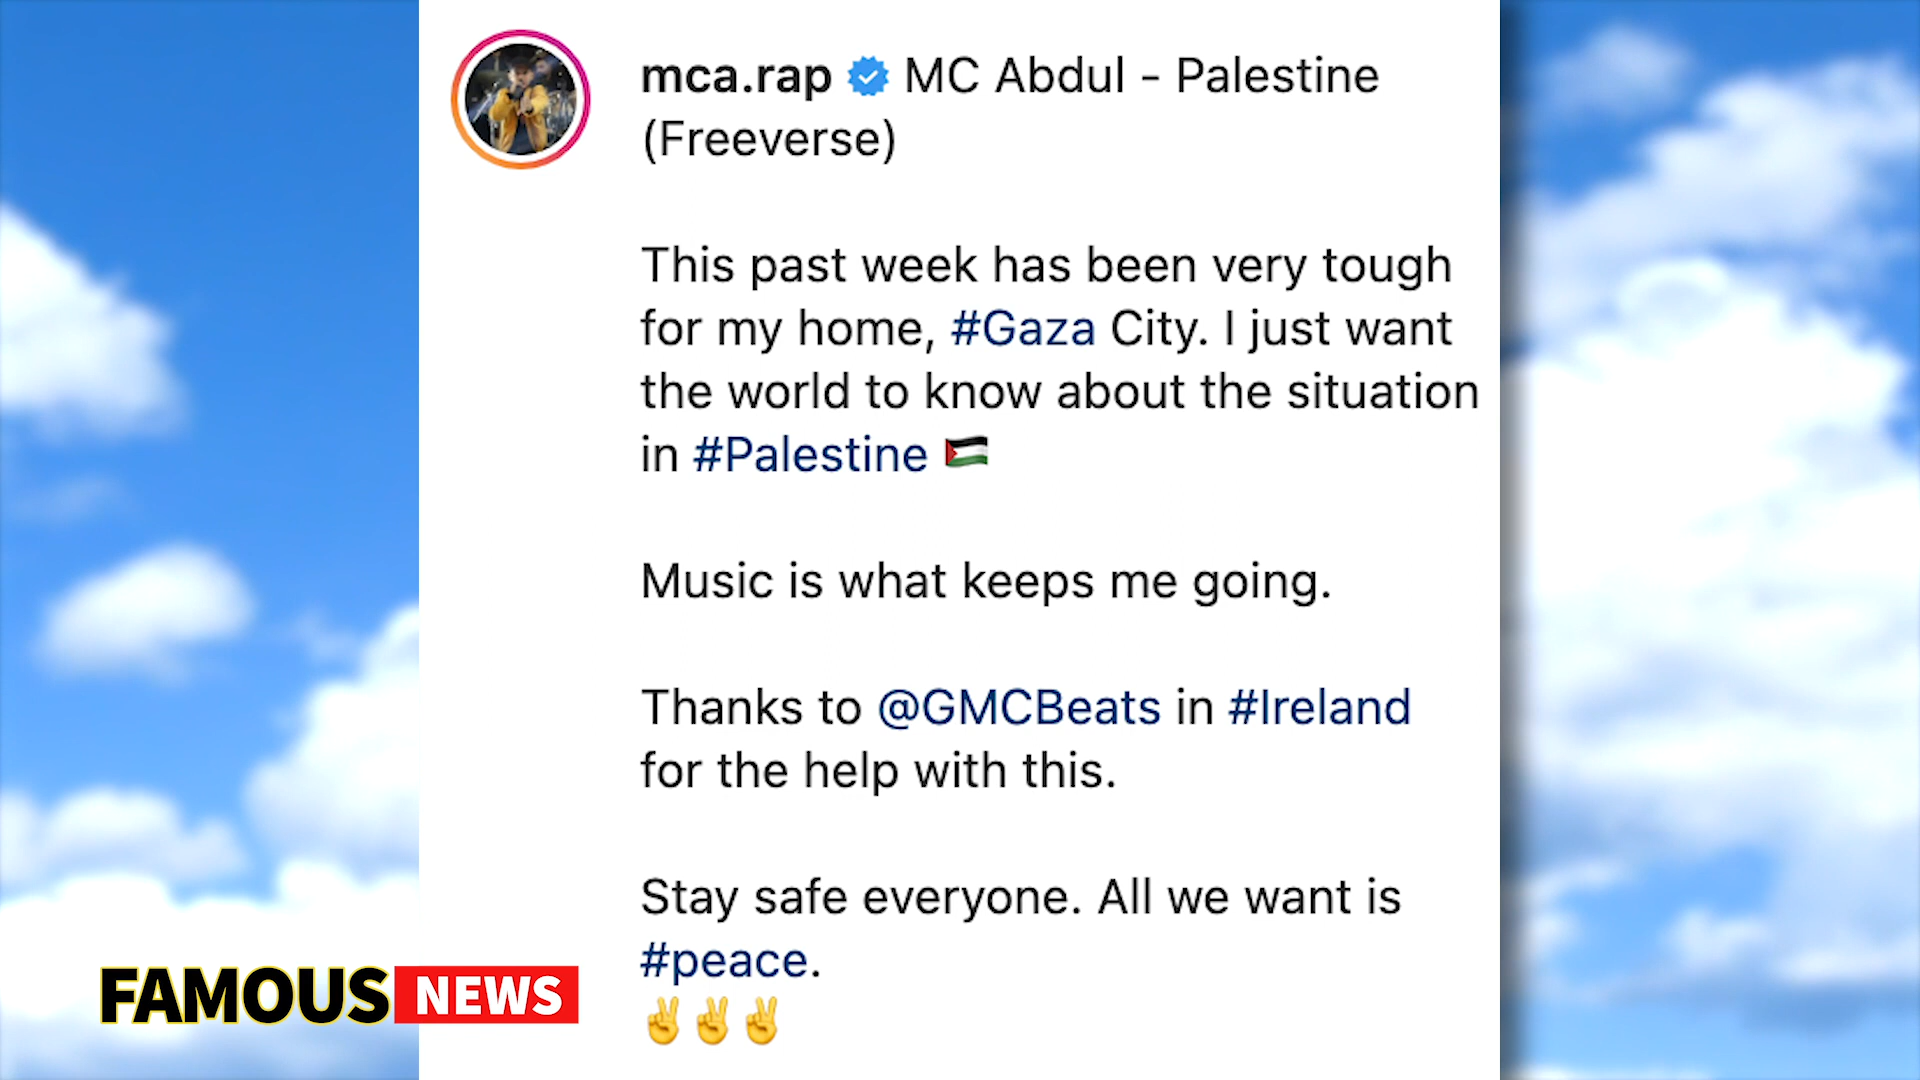 mca.rap MC Abdul - Palestine
(Freeverse)
This past week has been very tough
for my home, #Gaza City. I just want
the world to know about the situation
in #Palestine 🇵🇸
Music is what keeps me going.
Thanks to @GMCBeats in #Ireland
for the help with this.
Stay safe everyone. All we want is
#peace.
✌️✌️✌️
FAMOUS NEWS